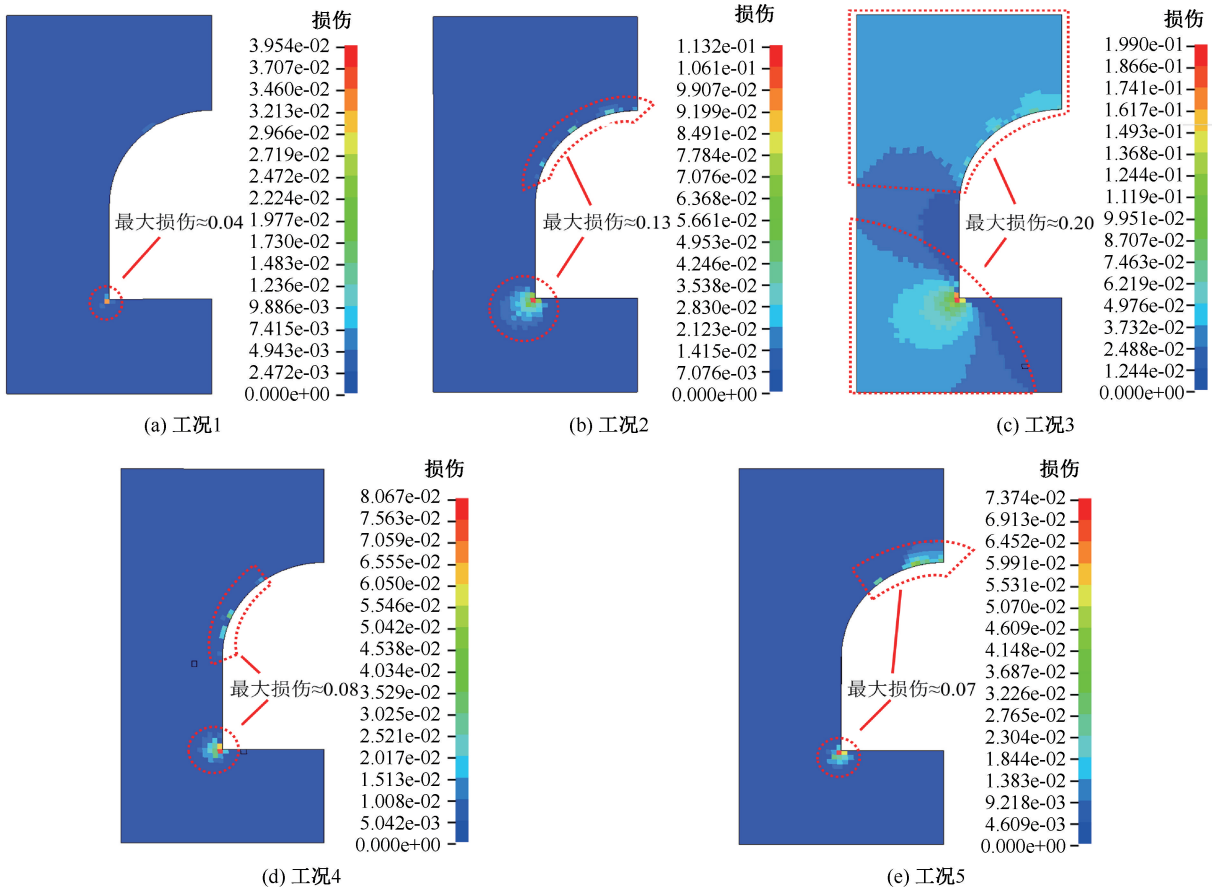 损伤
3.954e-02
3.707e-02
3.460e-02
3.213e-02
2.966e-02
2.719e-02
2.472e-02
2.224e-02
1.977e-02
1.730e-02
1.483e-02
1.236e-02
9.886e-03
7.415e-03
4.943e-03
2.472e-03
0.000e+00
最大损伤≈0.04
(a) 工况1
损伤
1.132e-01
1.061e-01
9.907e-02
9.199e-02
8.491e-02
7.784e-02
7.076e-02
6.368e-02
5.661e-02
4.953e-02
4.246e-02
3.538e-02
2.830e-02
2.123e-02
1.415e-02
7.076e-03
0.000e+00
最大损伤≈0.13
(b) 工况2
损伤
1.990e-01
1.866e-01
1.741e-01
1.617e-01
1.493e-01
1.368e-01
1.244e-01
1.119e-01
9.951e-02
8.707e-02
7.463e-02
6.219e-02
4.976e-02
3.732e-02
2.488e-02
1.244e-02
0.000e+00
最大损伤≈0.20
(c) 工况3
损伤
8.067e-02
7.563e-02
7.059e-02
6.555e-02
6.050e-02
5.546e-02
5.042e-02
4.538e-02
4.034e-02
3.529e-02
3.025e-02
2.521e-02
2.017e-02
1.513e-02
1.008e-02
5.042e-03
0.000e+00
最大损伤≈0.08
(d) 工况4
损伤
7.374e-02
6.913e-02
6.452e-02
5.991e-02
5.531e-02
5.070e-02
4.609e-02
4.148e-02
3.687e-02
3.226e-02
2.765e-02
2.304e-02
1.844e-02
1.383e-02
9.218e-03
4.609e-03
0.000e+00
最大损伤≈0.07
(e) 工况5